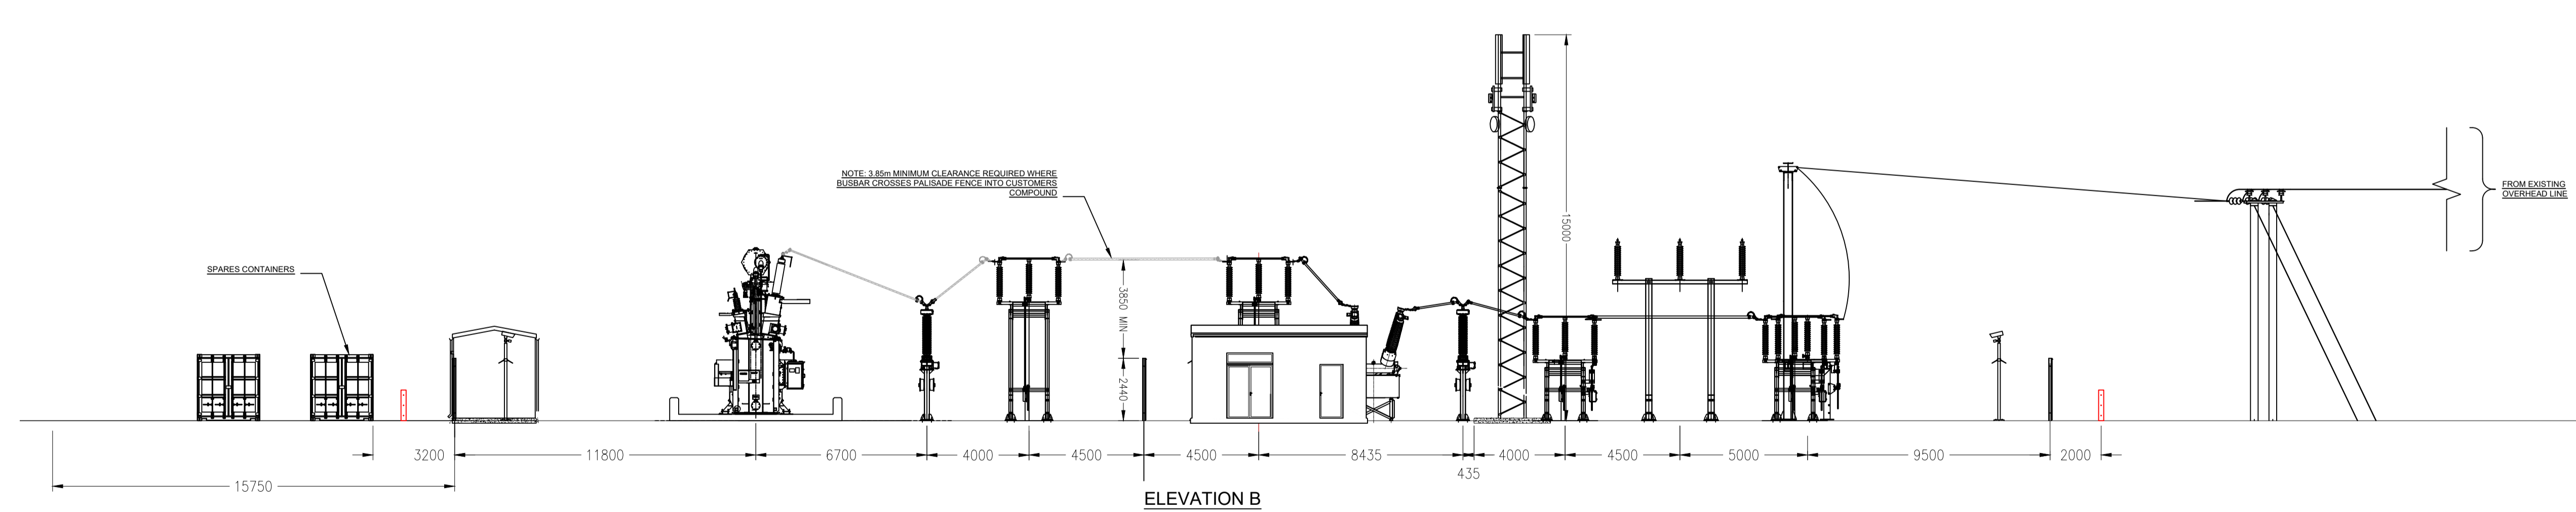 NOTE: 3.85m MINIMUM CLEARANCE REQUIRED WHERE
BUSBAR CROSSES PALISADE FENCE INTO CUSTOMERS
COMPOUND
FROM EXISTING
OVERHEAD LINE
SPARES CONTAINERS
15000
3850 MIN
2440
3200
11800
6700
4000
4500
4500
8435
435
4000
4500
5000
9500
2000
15750
ELEVATION B